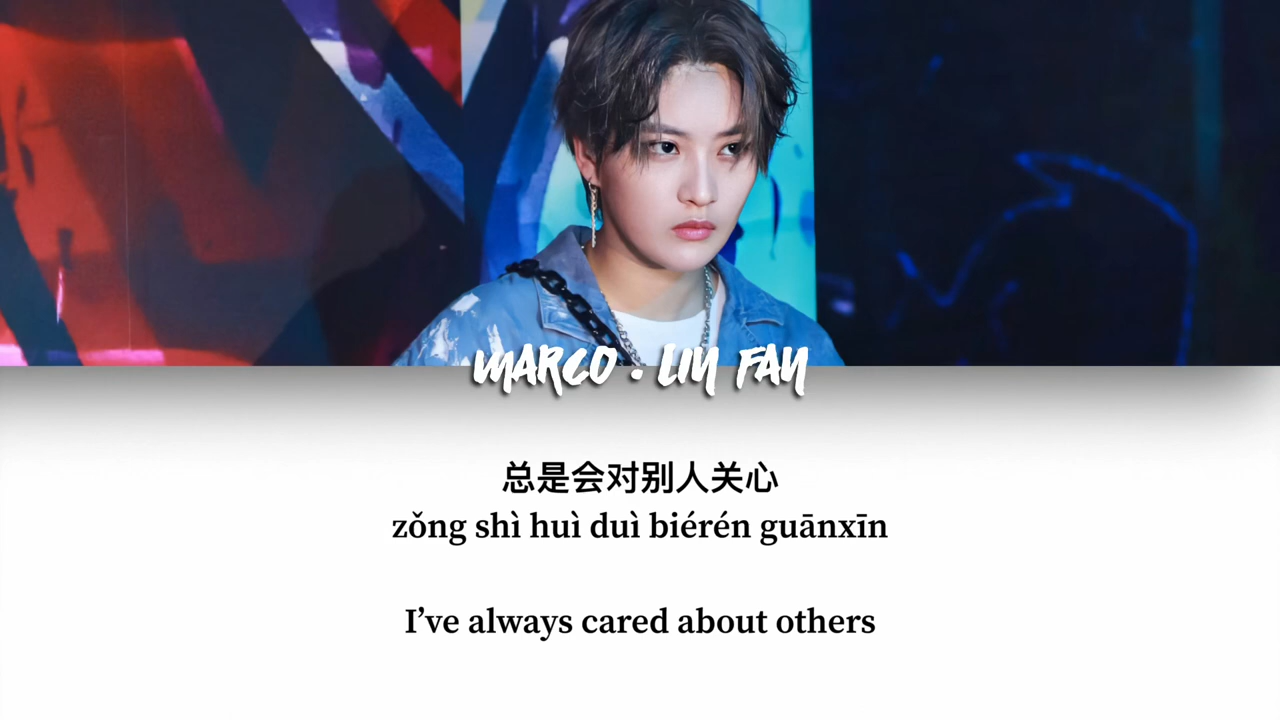 MARCO . LIN FAN
总是会对别人关心
zǒng shì huì duì biérén guānxīn
I’ve always cared about others